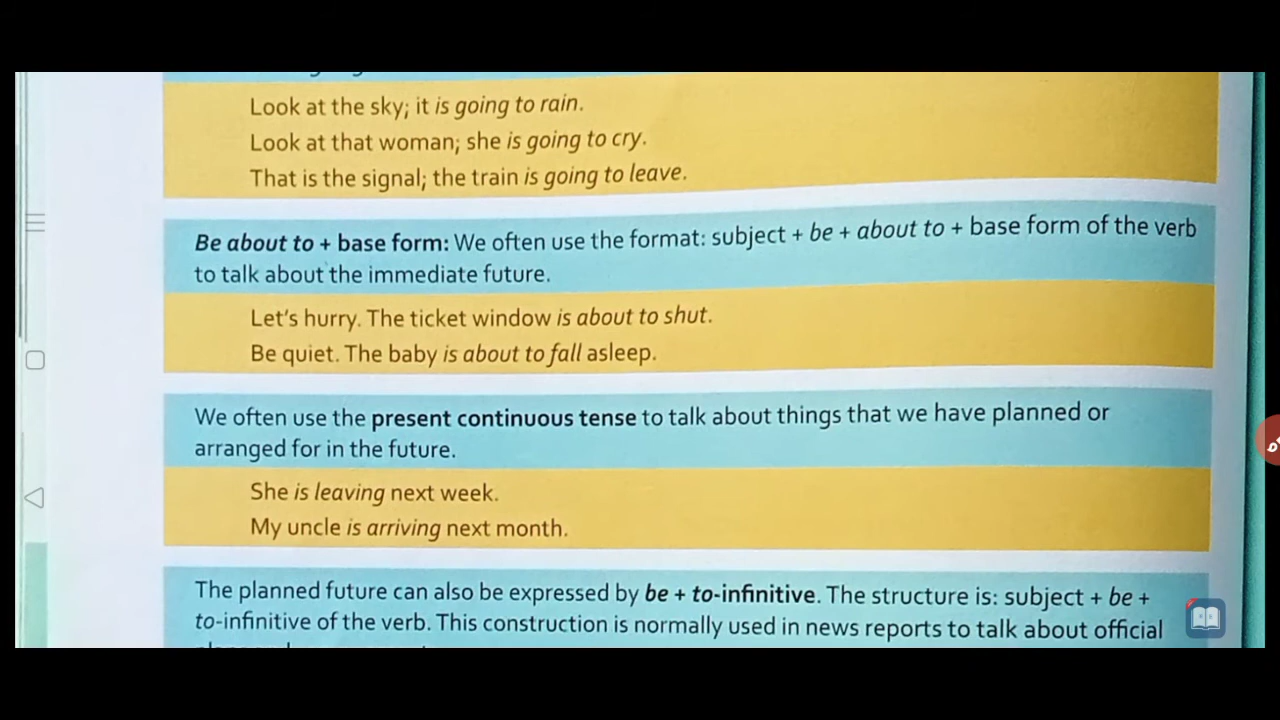 Look at the sky; it is going to rain.
Look at that woman; she is going to cry.
That is the signal; the train is going to leave.
Be about to + base form: We often use the format: subject + be + about to + base form of the verb
to talk about the immediate future.
Let's hurry. The ticket window is about to shut.
Be quiet. The baby is about to fall asleep.
We often use the present continuous tense to talk about things that we have planned or
arranged for in the future.
She is leaving next week.
My uncle is arriving next month.
The planned future can also be expressed by be + to-infinitive. The structure is: subject + be +
to-infinitive of the verb. This construction is normally used in news reports to talk about official